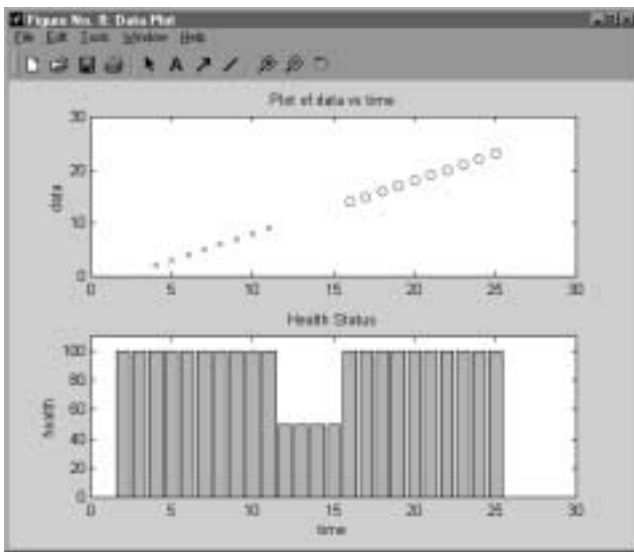 Figure No. 8: Data Plot
File Edit Tools Window Help
A
Plot of data vs time
30
20
10
0
data
0 5 10 15 20 25 30
Health Status
100
80
60
40
20
0
health
0 5 10 15 20 25 30
time